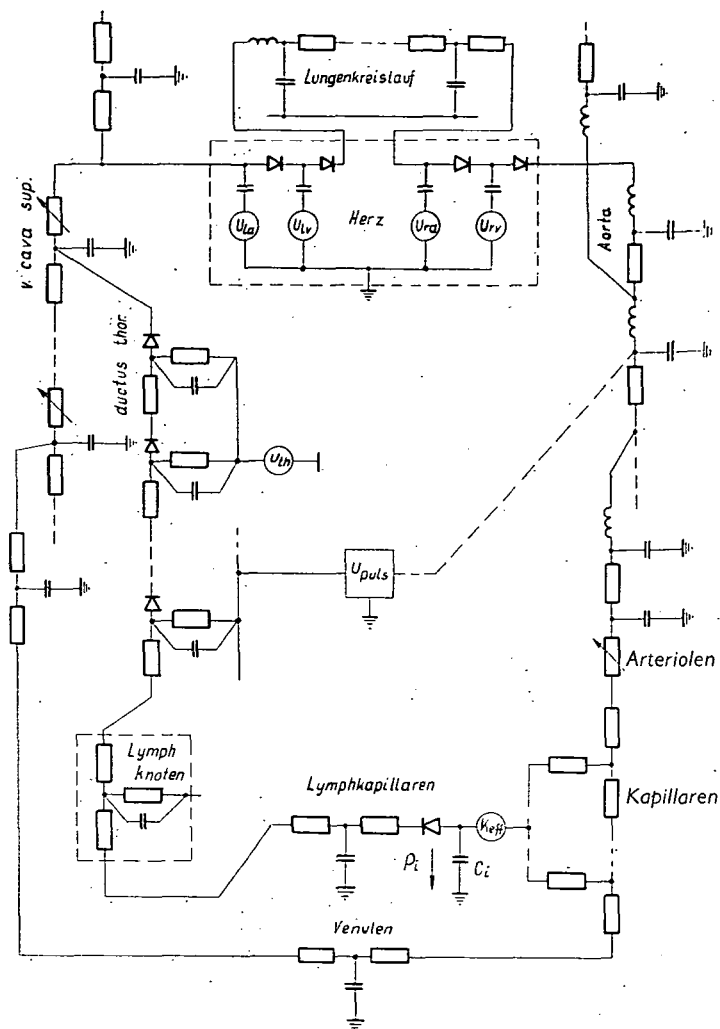 Lungenkreislauf
Herz
U_la
U_lv
U_ra
U_rv
v. cava sup.
Aorta
ductus thor.
U_th
U_puls
Arteriolen
Lymph
knoten
Lymphkapillaren
Kapillaren
K_eff
P_i
C_i
Venulen